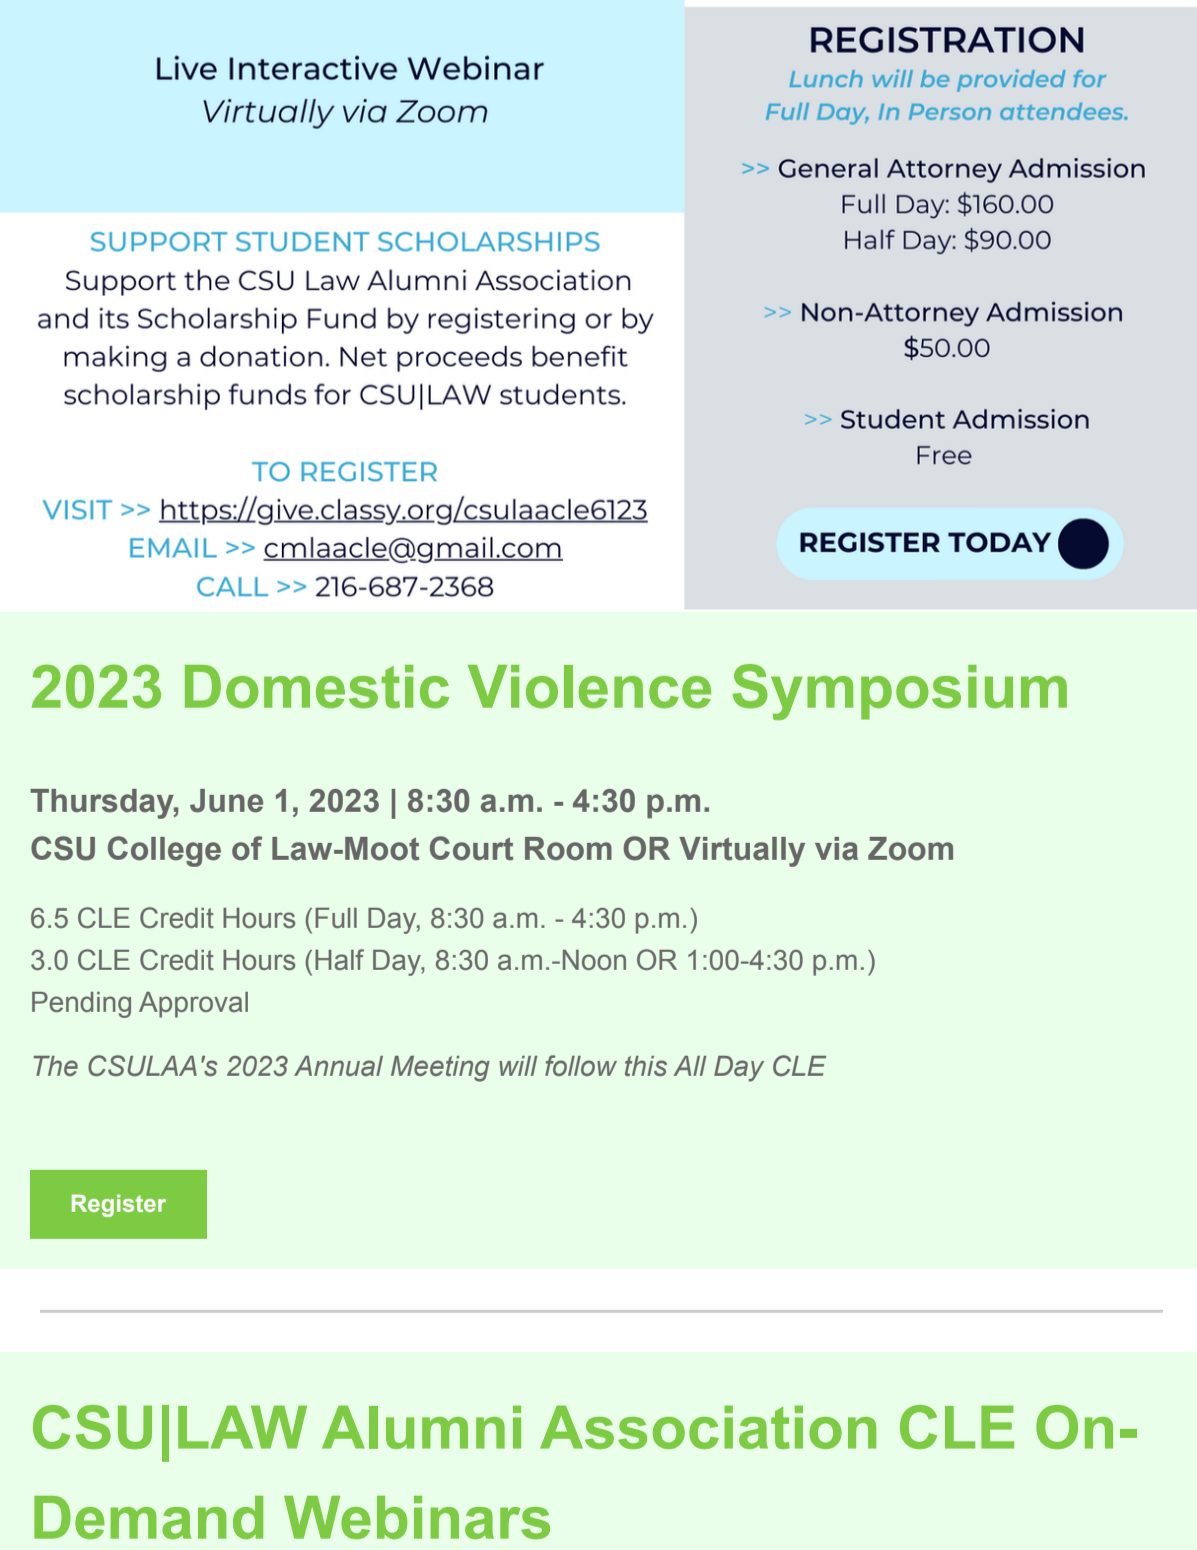 Live Interactive Webinar
Virtually via Zoom
SUPPORT STUDENT SCHOLARSHIPS
Support the CSU Law Alumni Association
and its Scholarship Fund by registering or by
making a donation. Net proceeds benefit
scholarship funds for CSU|LAW students.
TO REGISTER
VISIT >> https://give.classy.org/csulaacle6123
EMAIL >> cmlaacle@gmail.com
CALL >> 216-687-2368
REGISTRATION
Lunch will be provided for
Full Day, In Person attendees.
>> General Attorney Admission
Full Day: $160.00
Half Day: $90.00
>> Non-Attorney Admission
$50.00
>> Student Admission
Free
REGISTER TODAY
2023 Domestic Violence Symposium
Thursday, June 1, 2023 | 8:30 a.m. - 4:30 p.m.
CSU College of Law-Moot Court Room OR Virtually via Zoom
6.5 CLE Credit Hours (Full Day, 8:30 a.m. - 4:30 p.m.)
3.0 CLE Credit Hours (Half Day, 8:30 a.m.-Noon OR 1:00-4:30 p.m.)
Pending Approval
The CSULAA's 2023 Annual Meeting will follow this All Day CLE
Register
CSU|LAW Alumni Association CLE On-
Demand Webinars